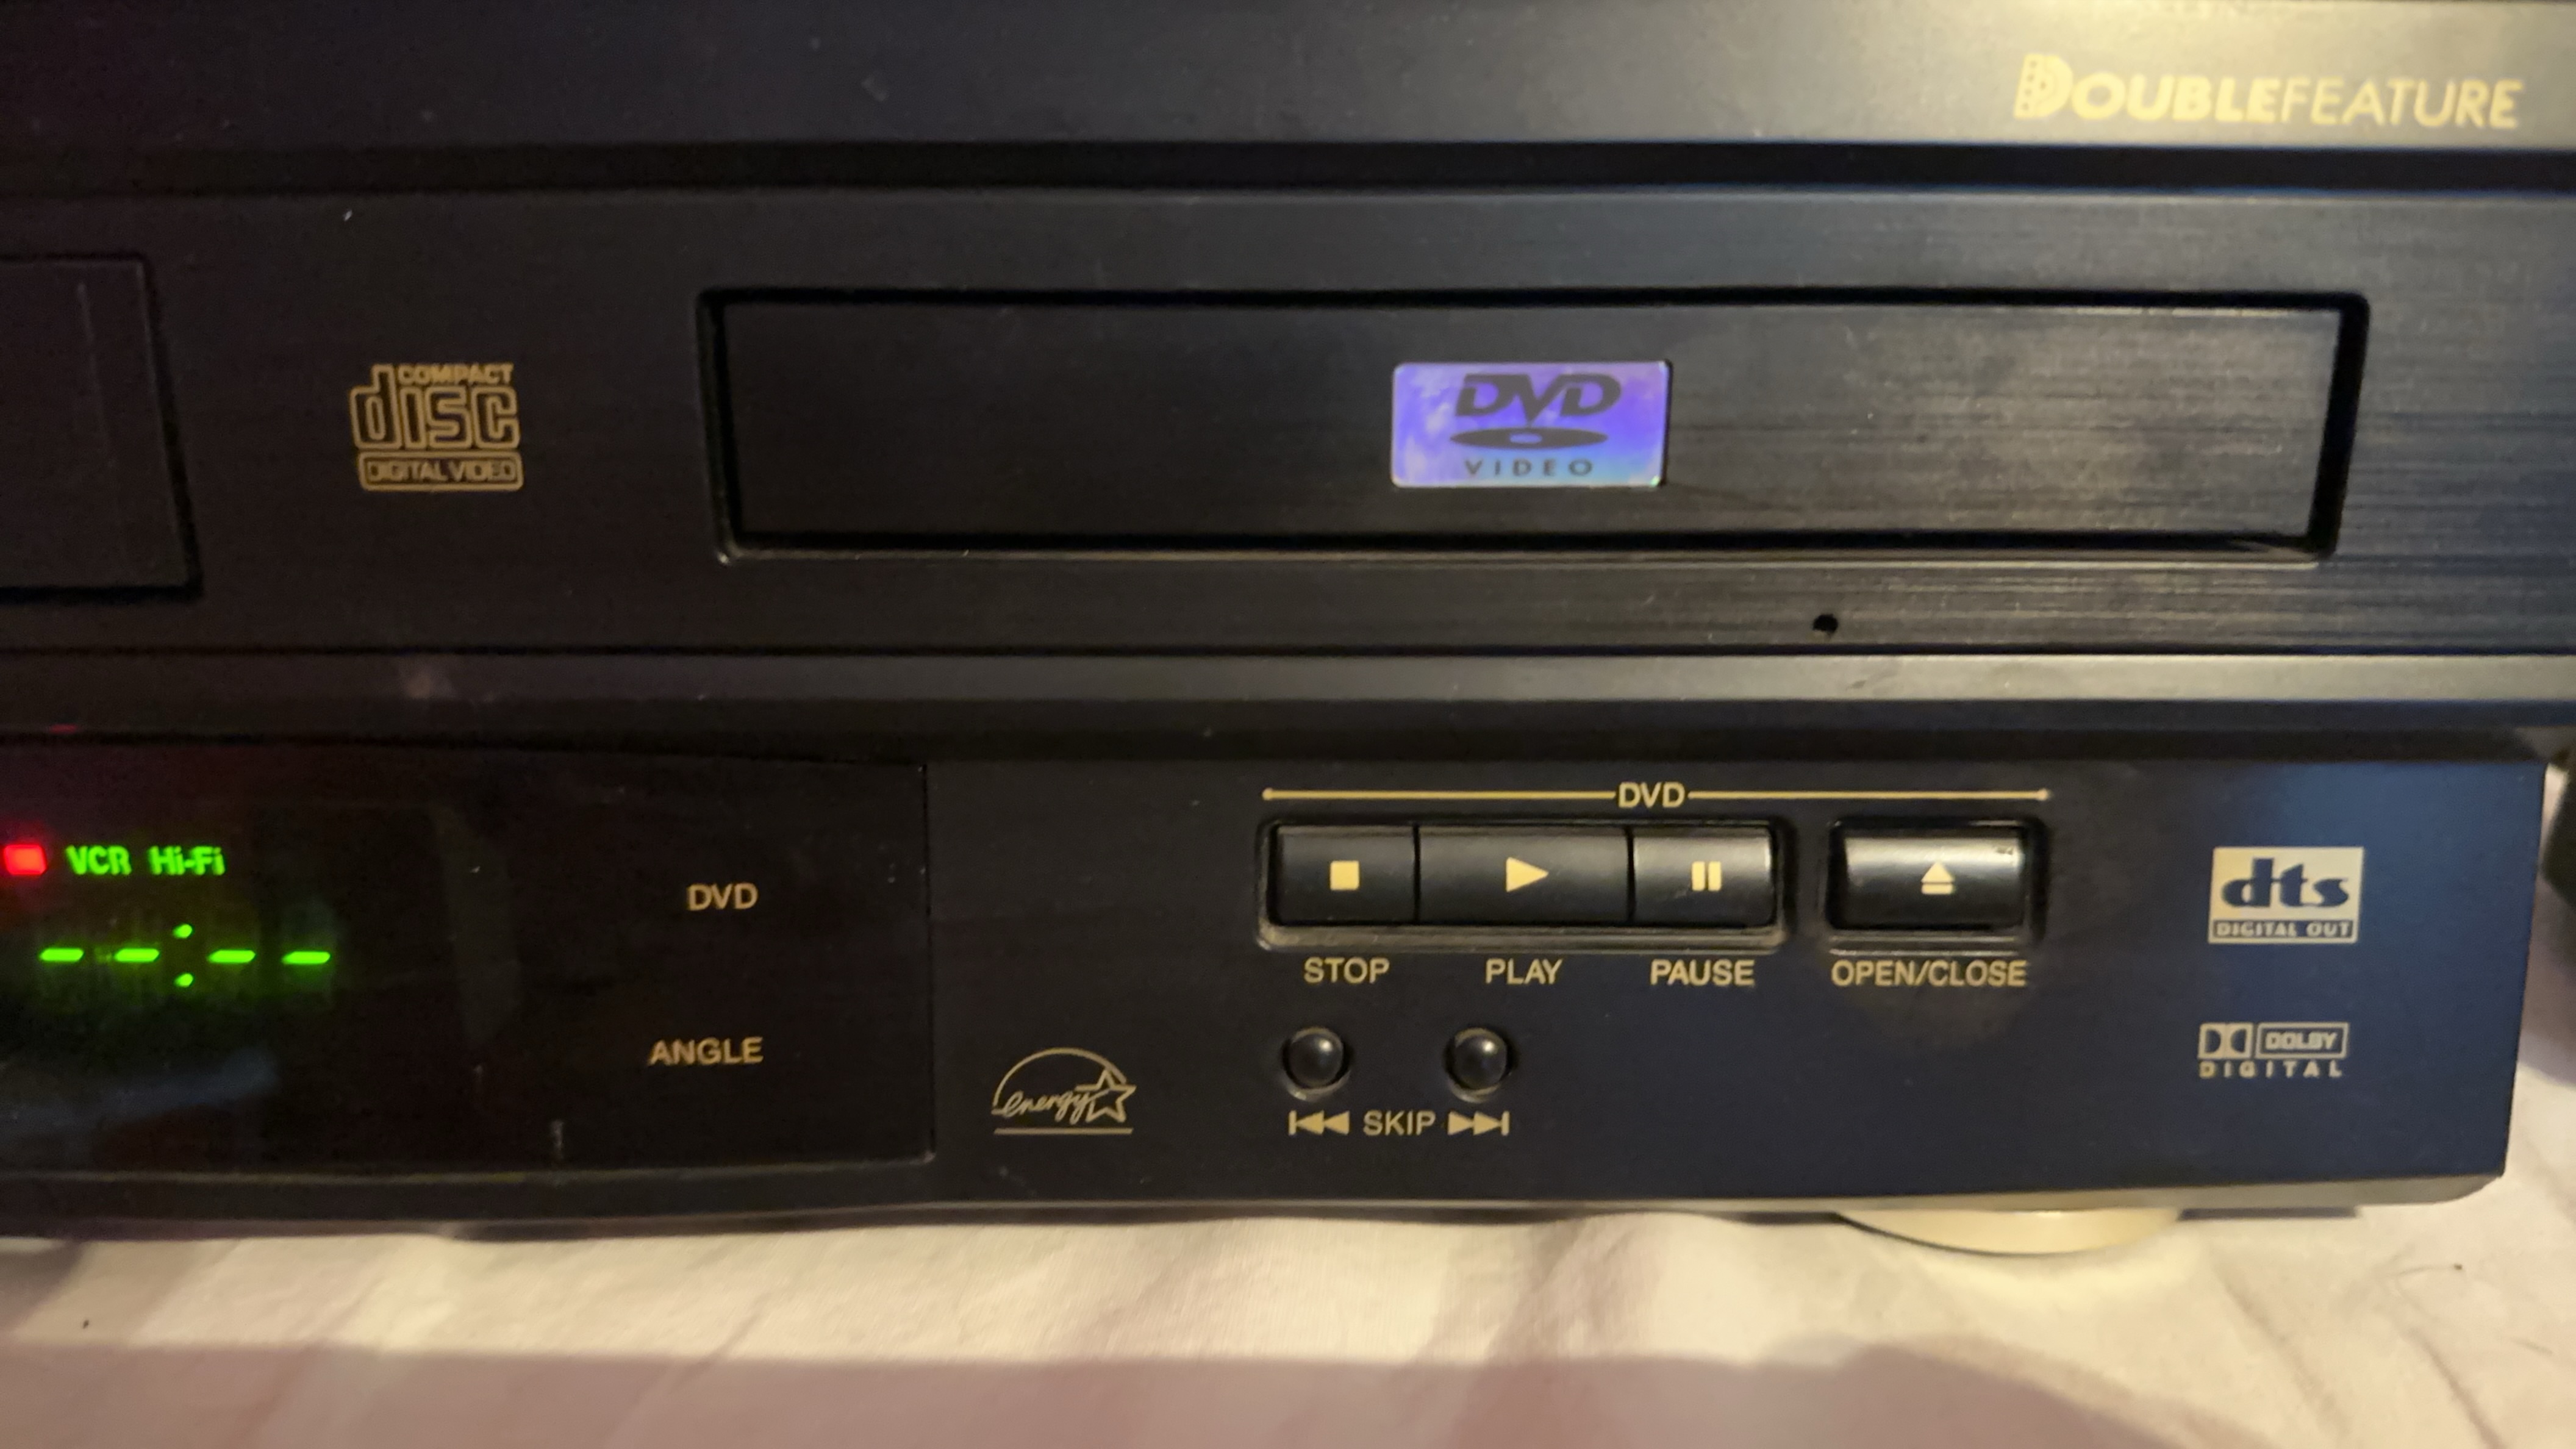 DOUBLEFEATURE
COMPACT
disc
DIGITAL VIDEO
DVD
VIDEO
VCR Hi-Fi
--:--
DVD
ANGLE
energy
DVD
STOP PLAY PAUSE OPEN/CLOSE
SKIP
dts
DIGITAL OUT
DOLBY
DIGITAL